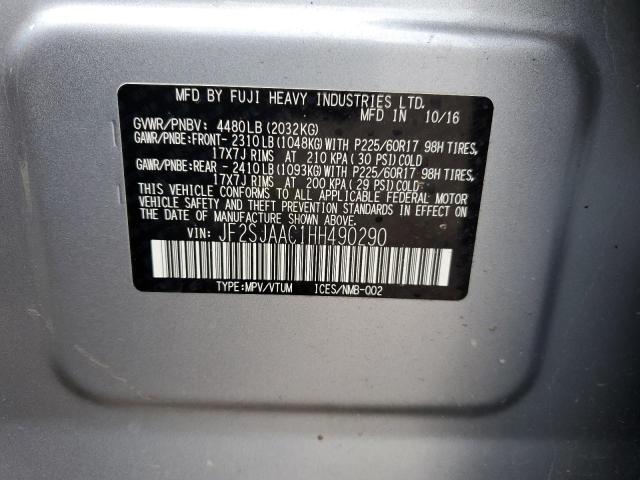 MFD BY FUJI HEAVY INDUSTRIES LTD.
MFD IN 10/16
GVWR/PNBV: 4480LB (2032KG)
GAWR/PNBE: FRONT- 2310LB (1048KG) WITH P225/60R17 98H TIRES,
17X7J RIMS AT 210 KPA ( 30 PSI) COLD
GAWR/PNBE: REAR - 2410LB (1093KG) WITH P225/60R17 98H TIRES,
17X7J RIMS AT 200 KPA ( 29 PSI) COLD
THIS VEHICLE CONFORMS TO ALL APPLICABLE FEDERAL MOTOR
VEHICLE SAFETY AND THEFT PREVENTION STANDARDS IN EFFECT
ON THE DATE OF MANUFACTURE SHOWN ABOVE.
VIN: JF2SJAAC1HH490290
TYPE:MPV/VTUM ICES/NMB-002